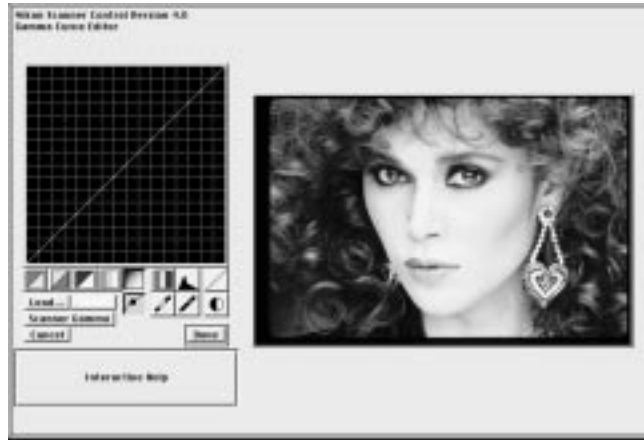 Nikon Scanner Control Version 4.0
Gamma Curve Editor
Load...
Scanner Gamma
Cancel
Done
Interactive Help